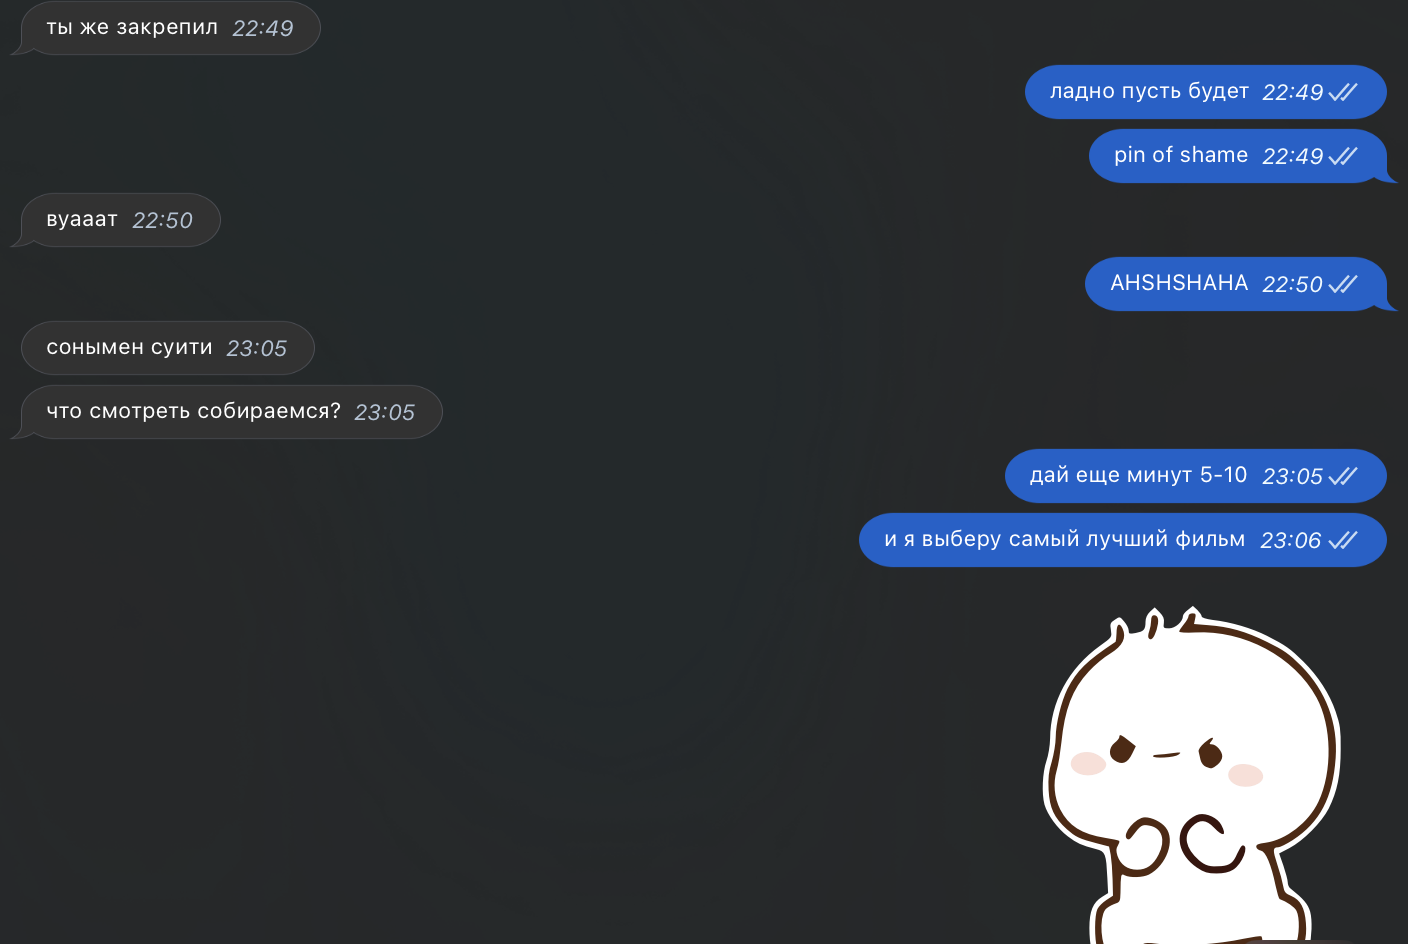 ты же закрепил 22:49
ладно пусть будет 22:49
pin of shame 22:49
вуааат 22:50
AHSHSHAHA 22:50
сонымен суити 23:05
что смотреть собираемся? 23:05
дай еще минут 5-10 23:05
и я выберу самый лучший фильм 23:06